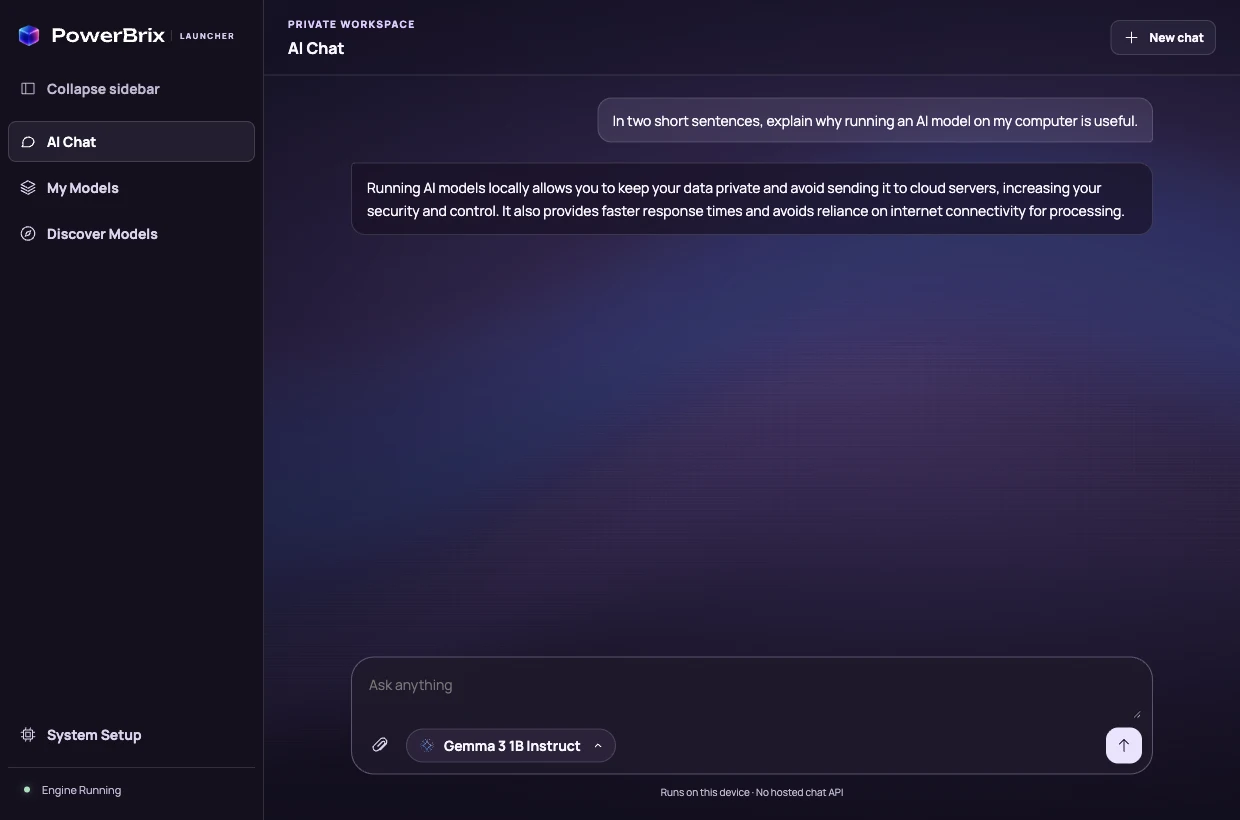 PowerBrix LAUNCHER
Collapse sidebar
AI Chat
My Models
Discover Models
System Setup
Engine Running
PRIVATE WORKSPACE
AI Chat
New chat
In two short sentences, explain why running an AI model on my computer is useful.
Running AI models locally allows you to keep your data private and avoid sending it to cloud servers, increasing your
security and control. It also provides faster response times and avoids reliance on internet connectivity for processing.
Ask anything
Gemma 3 1B Instruct
Runs on this device · No hosted chat API